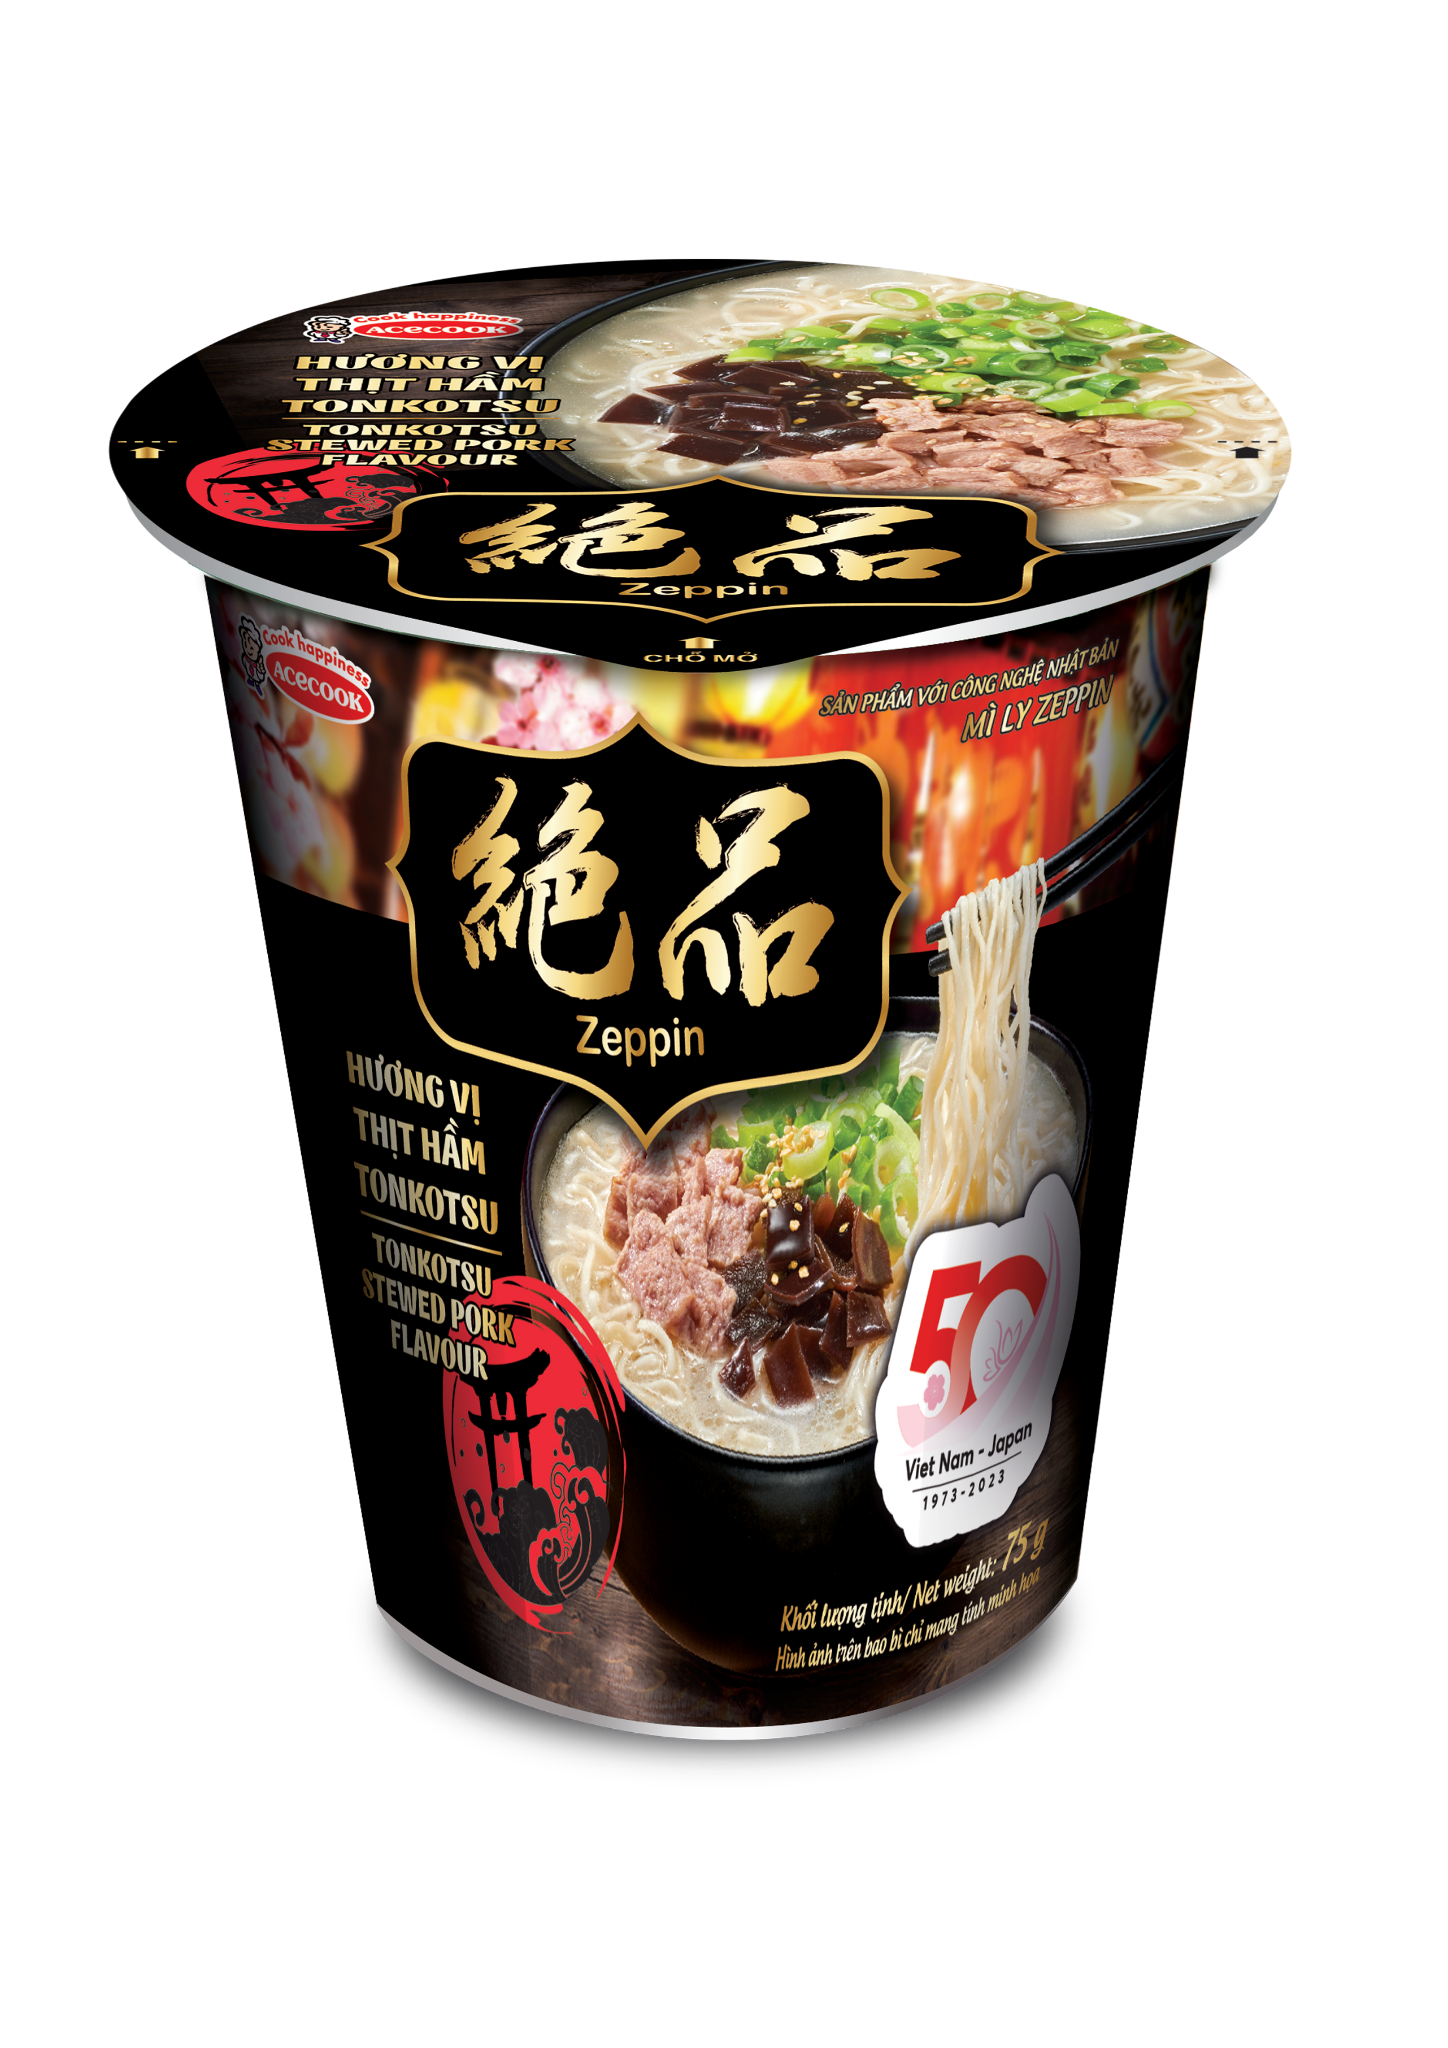 Cook happiness
ACECOOK
HƯƠNG VỊ
THỊT HẦM
TONKOTSU
TONKOTSU
STEWED PORK
FLAVOUR
絕品
Zeppin
CHỖ MỞ
Cook happiness
ACECOOK
SẢN PHẨM VỚI CÔNG NGHỆ NHẬT BẢN
MÌ LY ZEPPIN
絕品
Zeppin
HƯƠNG VỊ
THỊT HẦM
TONKOTSU
TONKOTSU
STEWED PORK
FLAVOUR
50
Viet Nam - Japan
1973-2023
Khối lượng tịnh/ Net weight: 75 g
Hình ảnh trên bao bì chỉ mang tính minh họa